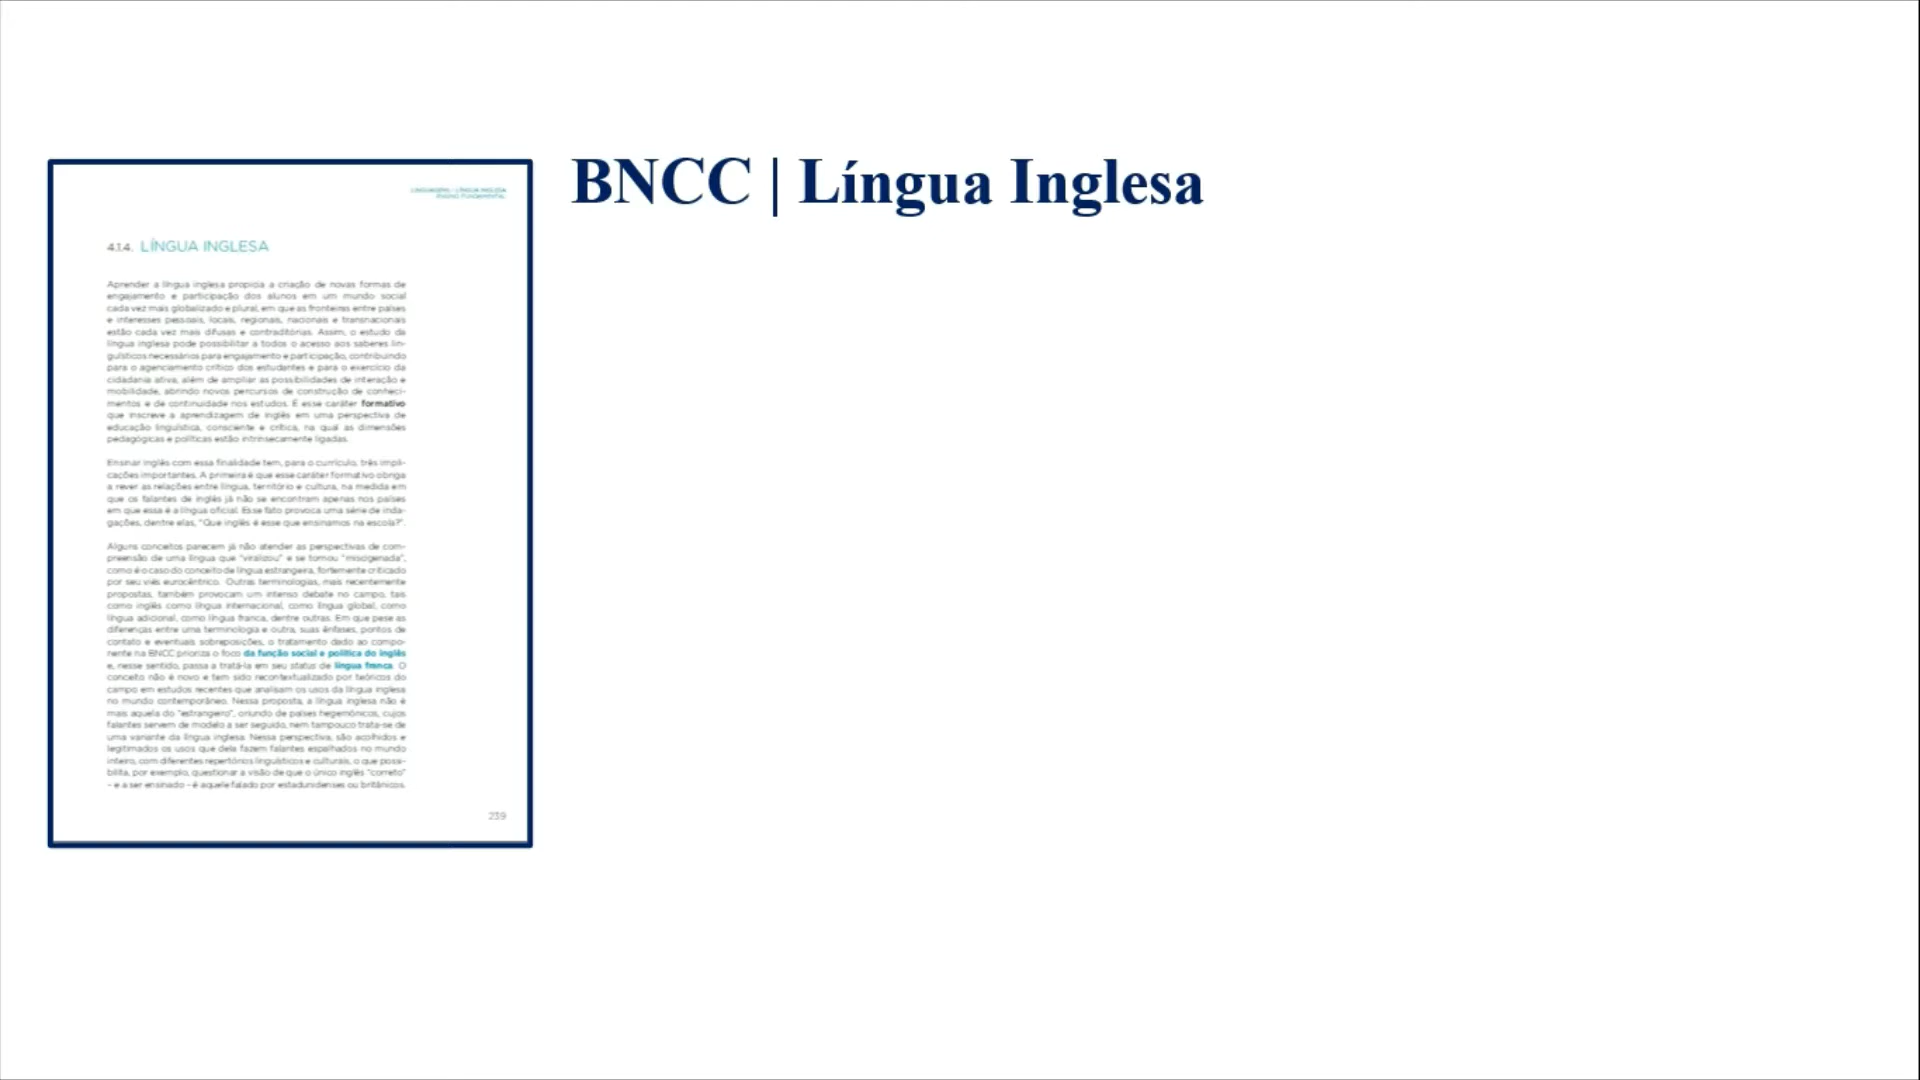 BNCC | Língua Inglesa
LINGUAGENS – LÍNGUA INGLESA
ENSINO FUNDAMENTAL
4.1.4. LÍNGUA INGLESA
Aprender a língua inglesa propicia a criação de novas formas de
engajamento e participação dos alunos em um mundo social
cada vez mais globalizado e plural, em que as fronteiras entre países
e interesses pessoais, locais, regionais, nacionais e transnacionais
estão cada vez mais difusas e contraditórias. Assim, o estudo da
língua inglesa pode possibilitar a todos o acesso aos saberes lin-
guísticos necessários para engajamento e participação, contribuindo
para o agenciamento crítico dos estudantes e para o exercício da
cidadania ativa, além de ampliar as possibilidades de interação e
mobilidade, abrindo novos percursos de construção de conheci-
mentos e de continuidade nos estudos. É esse caráter formativo
que inscreve a aprendizagem de inglês em uma perspectiva de
educação linguística, consciente e crítica, na qual as dimensões
pedagógicas e políticas estão intrinsecamente ligadas.
Ensinar inglês com essa finalidade tem, para o currículo, três impli-
cações importantes. A primeira é que esse caráter formativo obriga
a rever as relações entre língua, território e cultura, na medida em
que os falantes de inglês já não se encontram apenas nos países
em que essa é a língua oficial. Esse fato provoca uma série de inda-
gações, dentre elas, “Que inglês é esse que ensinamos na escola?”.
Alguns conceitos parecem já não atender as perspectivas de com-
preensão de uma língua que “viralizou” e se tornou “miscigenada”,
como é o caso do conceito de língua estrangeira, fortemente criticado
por seu viés eurocêntrico. Outras terminologias, mais recentemente
propostas, também provocam um intenso debate no campo, tais
como inglês como língua internacional, como língua global, como
língua adicional, como língua franca, dentre outras. Em que pese as
diferenças entre uma terminologia e outra, suas ênfases, pontos de
contato e eventuais sobreposições, o tratamento dado ao compo-
nente na BNCC prioriza o foco da função social e política do inglês
e, nesse sentido, passa a tratá-la em seu status de língua franca. O
conceito não é novo e tem sido recontextualizado por teóricos do
campo em estudos recentes que analisam os usos da língua inglesa
no mundo contemporâneo. Nessa proposta, a língua inglesa não é
mais aquela do “estrangeiro”, oriundo de países hegemônicos, cujos
falantes servem de modelo a ser seguido, nem tampouco trata-se de
uma variante da língua inglesa. Nessa perspectiva, são acolhidos e
legitimados os usos que dela fazem falantes espalhados no mundo
inteiro, com diferentes repertórios linguísticos e culturais, o que possi-
bilita, por exemplo, questionar a visão de que o único inglês “correto”
– e a ser ensinado – é aquele falado por estadunidenses ou britânicos.
239